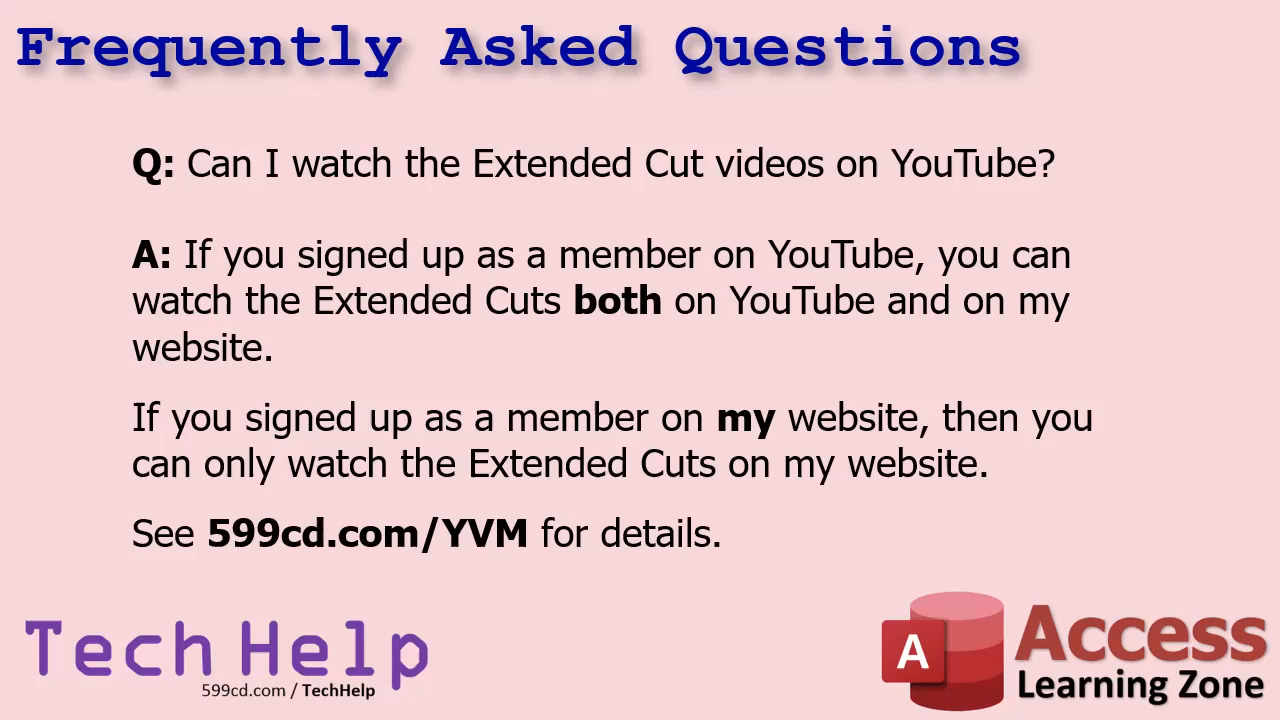 Frequently Asked Questions
Q: Can I watch the Extended Cut videos on YouTube?
A: If you signed up as a member on YouTube, you can
watch the Extended Cuts both on YouTube and on my
website.
If you signed up as a member on my website, then you
can only watch the Extended Cuts on my website.
See 599cd.com/YVM for details.
Tech Help
599cd.com / TechHelp
A
Access
Learning Zone